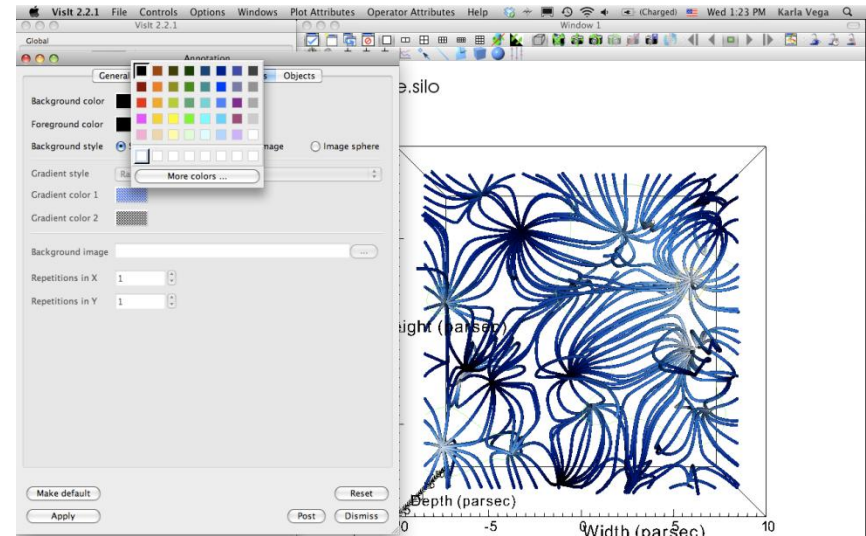 VisIt 2.2.1 File Controls Options Windows Plot Attributes Operator Attributes Help (Charged) Wed 1:23 PM Karla Vega
VisIt 2.2.1
Window 1
Global
Annotation
Objects
e.silo
Background color
Foreground color
Background style
Image sphere
Gradient style
More colors ...
Gradient color 1
Gradient color 2
Background image
...
Repetitions in X 1
Repetitions in Y 1
(parsec)
Make default
Reset
Apply
Post
Dismiss
Depth (parsec)
0 -5 0 5 10
Width (parsec)